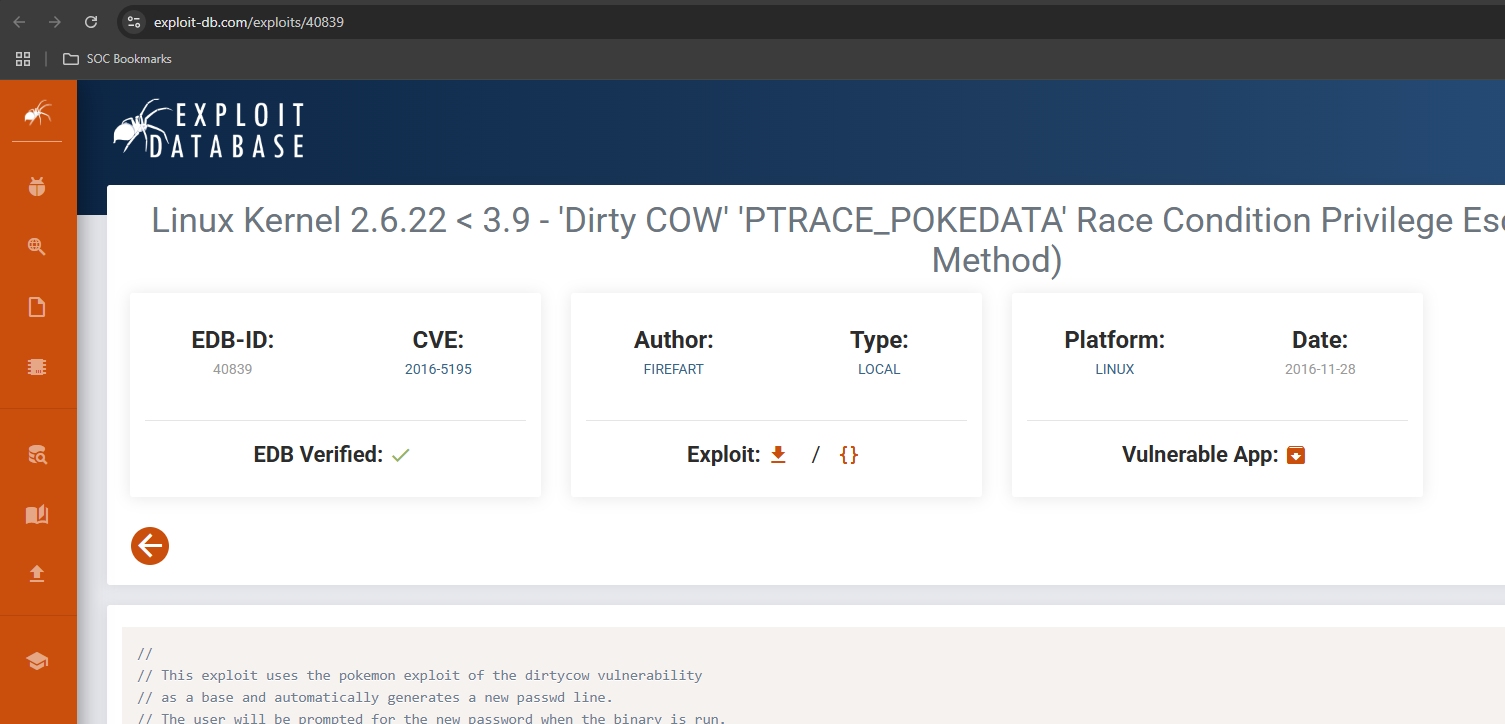 exploit-db.com/exploits/40839
SOC Bookmarks
EXPLOIT
DATABASE
Linux Kernel 2.6.22 < 3.9 - 'Dirty COW' 'PTRACE_POKEDATA' Race Condition Privilege
Method)
EDB-ID:
40839
CVE:
2016-5195
EDB Verified:
Author:
FIREFART
Type:
LOCAL
Exploit: / {}
Platform:
LINUX
Date:
2016-11-28
Vulnerable App:
//
// This exploit uses the pokemon exploit of the dirtycow vulnerability
// as a base and automatically generates a new passwd line.
// The user will be prompted for the new password when the binary is run.